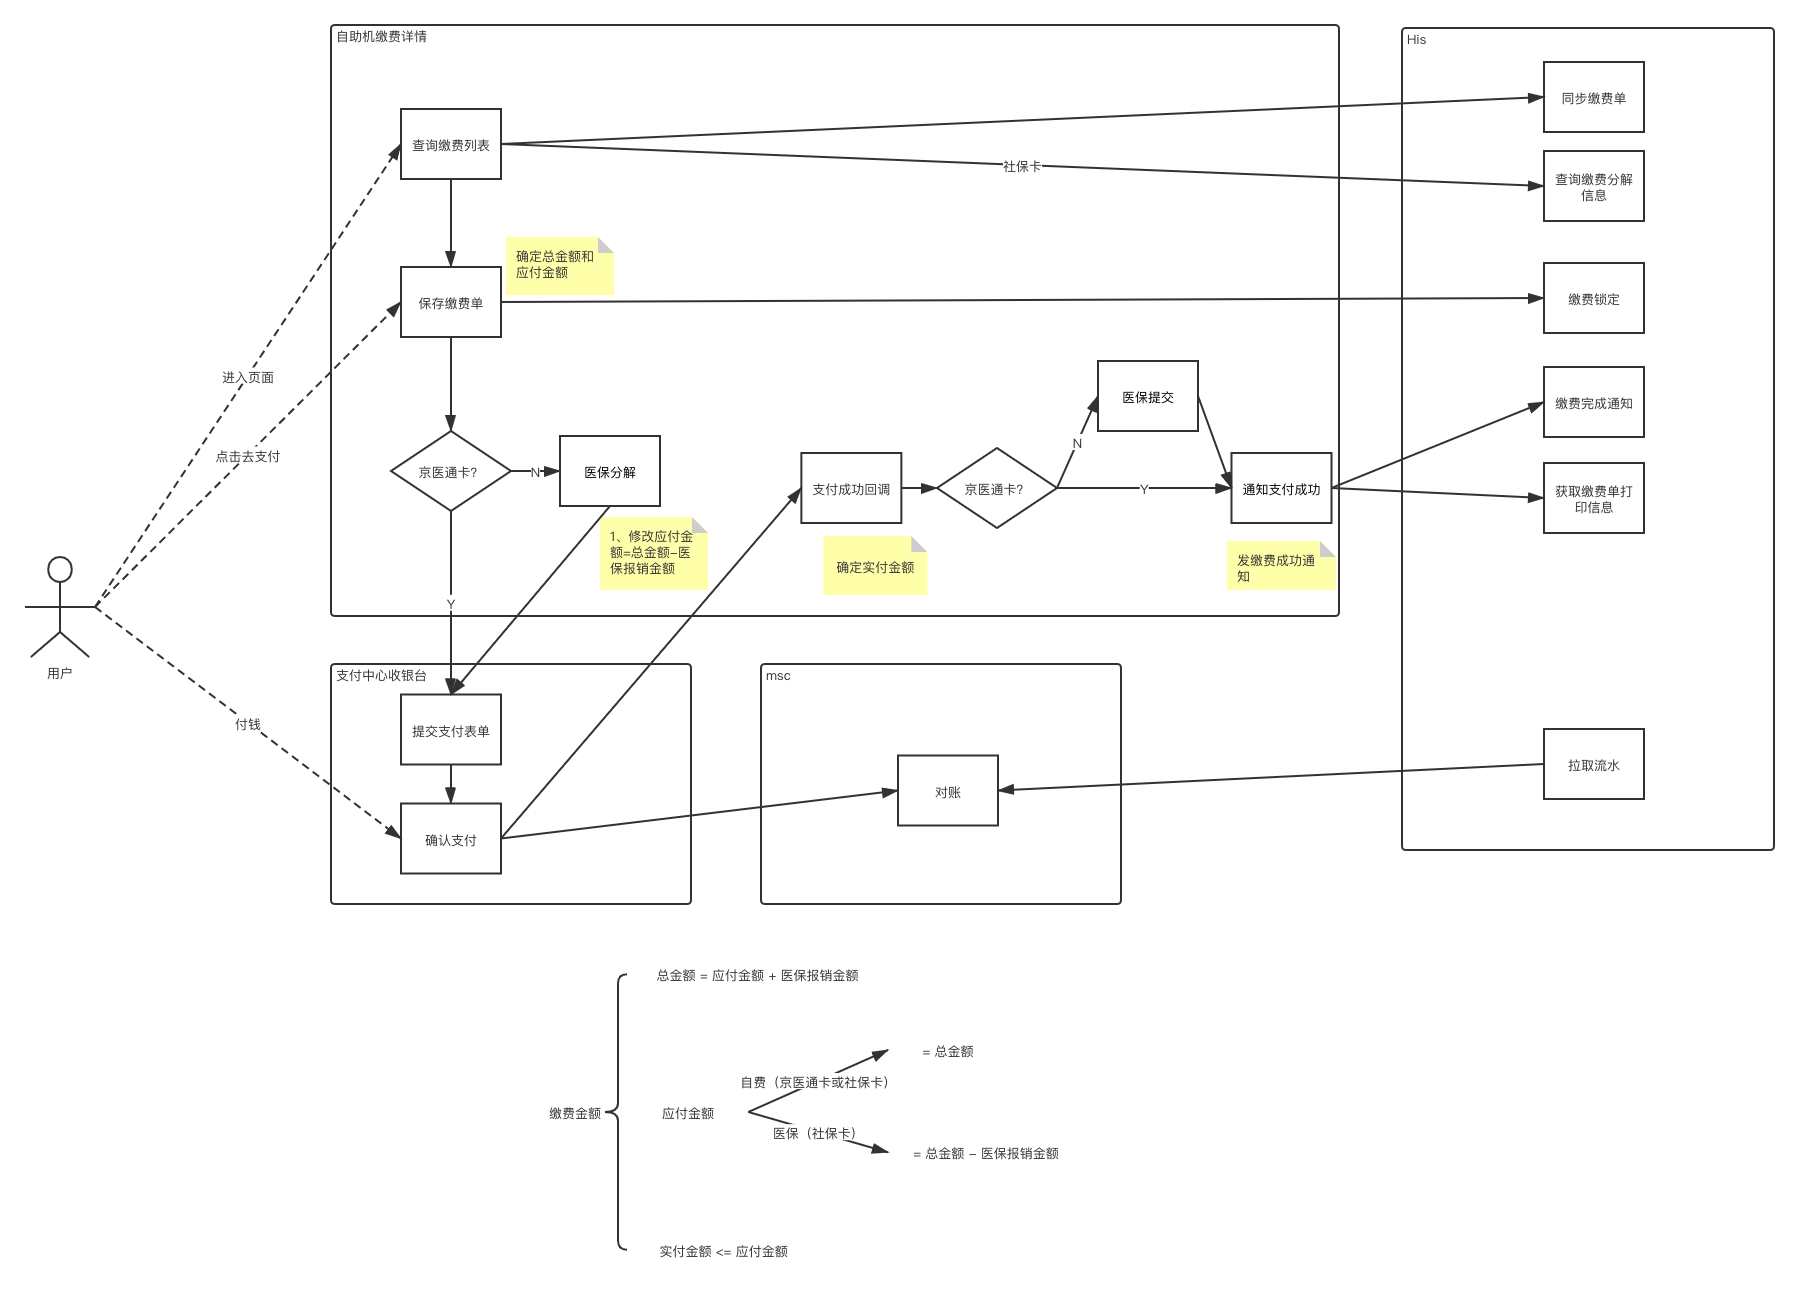 自助机缴费详情
His
同步缴费单
查询缴费列表
社保卡
查询缴费分解
信息
确定总金额和
应付金额
保存缴费单
缴费锁定
进入页面
点击去支付
医保提交
缴费完成通知
N
京医通卡?
N
医保分解
支付成功回调
京医通卡?
Y
通知支付成功
获取缴费单打
印信息
1、修改应付金
额=总金额-医
保报销金额
确定实付金额
发缴费成功通
知
Y
用户
支付中心收银台
msc
付钱
提交支付表单
拉取流水
对账
确认支付
总金额 = 应付金额 + 医保报销金额
= 总金额
自费（京医通卡或社保卡）
缴费金额
应付金额
医保（社保卡）
= 总金额 - 医保报销金额
实付金额 <= 应付金额